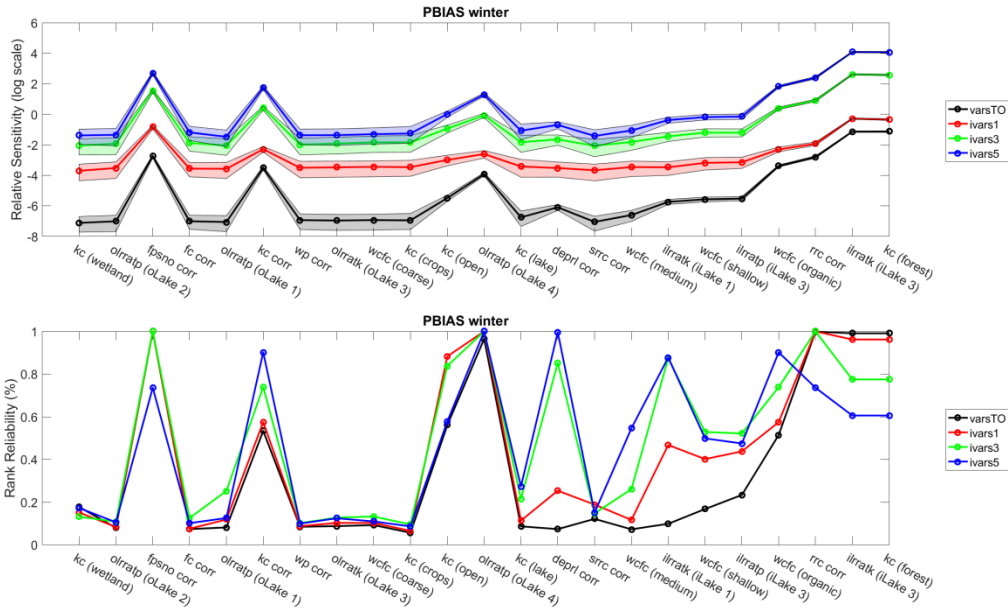 PBIAS winter
Relative Sensitivity (log scale)
6
4
2
0
-2
-4
-6
-8
kc (wetland)
olrratp (oLake 2)
fpsno corr
fc corr
olrratp (oLake 1)
kc corr
wp corr
olrratk (oLake 3)
wcfc (coarse)
kc (crops)
kc (open)
olrratp (oLake 4)
kc (lake)
deprl corr
srrc corr
wcfc (medium)
ilrratk (iLake 1)
wcfc (shallow)
ilrratp (iLake 3)
wcfc (organic)
rrc corr
ilrratk (iLake 3)
kc (forest)
varsTO
ivars1
ivars3
ivars5
PBIAS winter
Rank Reliability (%)
1
0.8
0.6
0.4
0.2
0
kc (wetland)
olrratp (oLake 2)
fpsno corr
fc corr
olrratp (oLake 1)
kc corr
wp corr
olrratk (oLake 3)
wcfc (coarse)
kc (crops)
kc (open)
olrratp (oLake 4)
kc (lake)
deprl corr
srrc corr
wcfc (medium)
ilrratk (iLake 1)
wcfc (shallow)
ilrratp (iLake 3)
wcfc (organic)
rrc corr
ilrratk (iLake 3)
kc (forest)
varsTO
ivars1
ivars3
ivars5